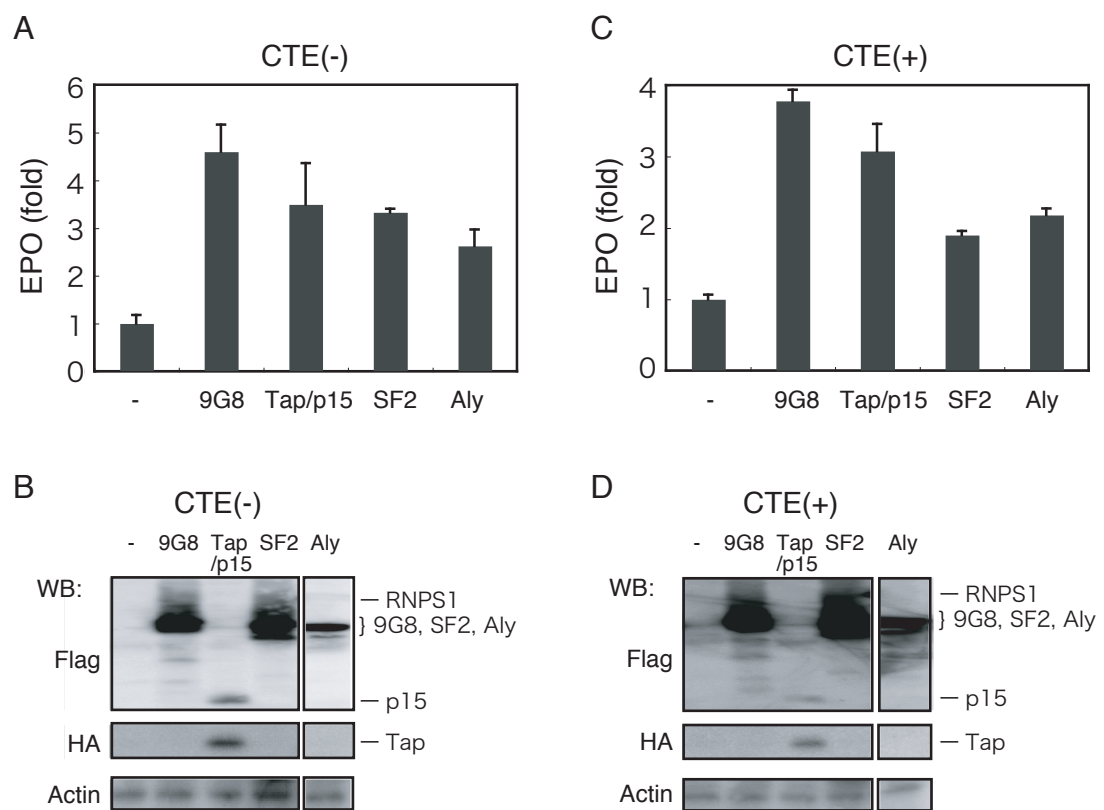 A
CTE(-)
6
5
4
3
2
1
0
EPO (fold)
- 9G8 Tap/p15 SF2 Aly
C
CTE(+)
4
3
2
1
0
EPO (fold)
- 9G8 Tap/p15 SF2 Aly
B
CTE(-)
- 9G8 Tap SF2 Aly
/p15
WB:
— RNPS1
} 9G8, SF2, Aly
Flag
— p15
HA
— Tap
Actin
D
CTE(+)
- 9G8 Tap SF2 Aly
/p15
WB:
— RNPS1
} 9G8, SF2, Aly
Flag
— p15
HA
— Tap
Actin